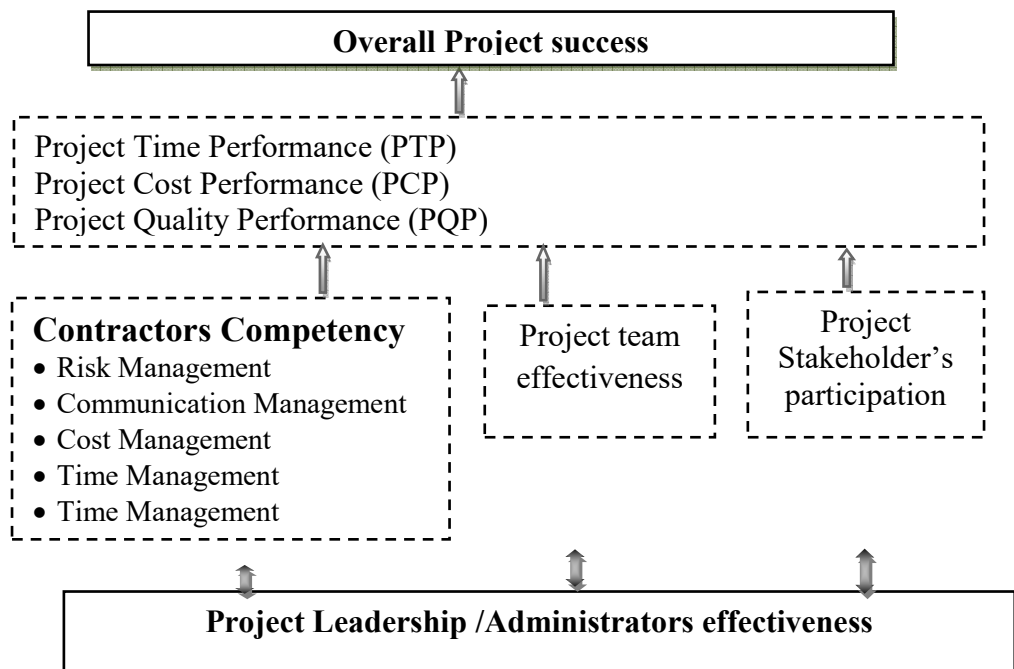 Overall Project success
Project Time Performance (PTP)
Project Cost Performance (PCP)
Project Quality Performance (PQP)
Contractors Competency
• Risk Management
• Communication Management
• Cost Management
• Time Management
• Time Management
Project team
effectiveness
Project
Stakeholder’s
participation
Project Leadership /Administrators effectiveness